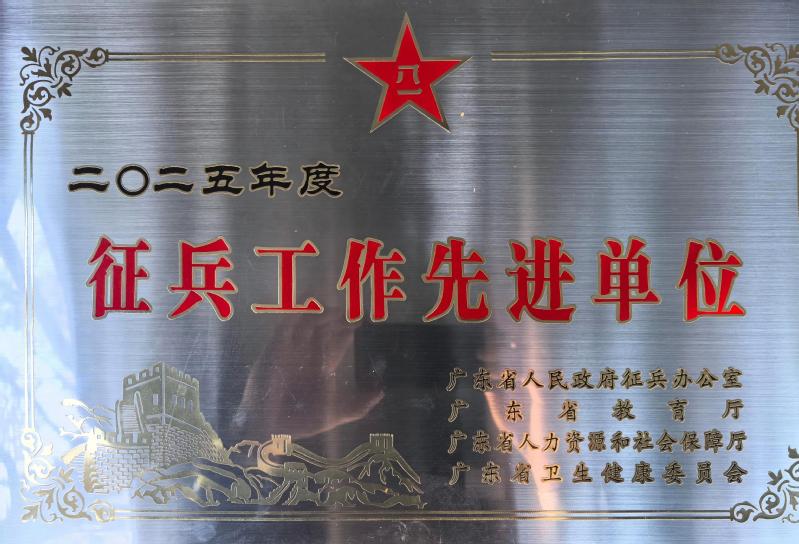 八一
二〇二五年度
征兵工作先进单位
广东省人民政府征兵办公室
广东省教育厅
广东省人力资源和社会保障厅
广东省卫生健康委员会